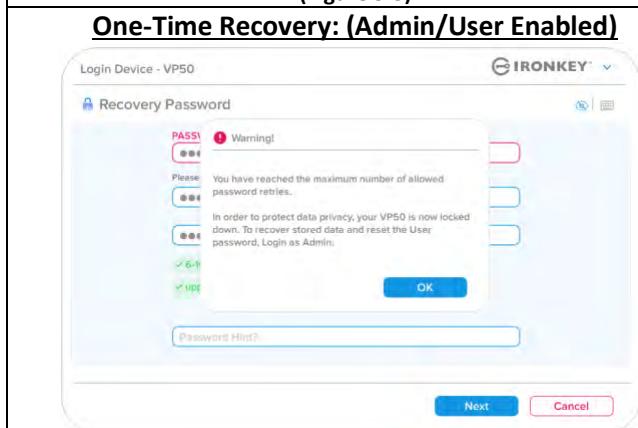 One-Time Recovery: (Admin/User Enabled)
Login Device - VP50
IRONKEY
Recovery Password
PASS
Warning!
You have reached the maximum number of allowed
password retries.
Please
In order to protect data privacy, your VP50 is now locked
down. To recover stored data and reset the User
password, Login as Admin.
OK
Password Hint?
Next
Cancel